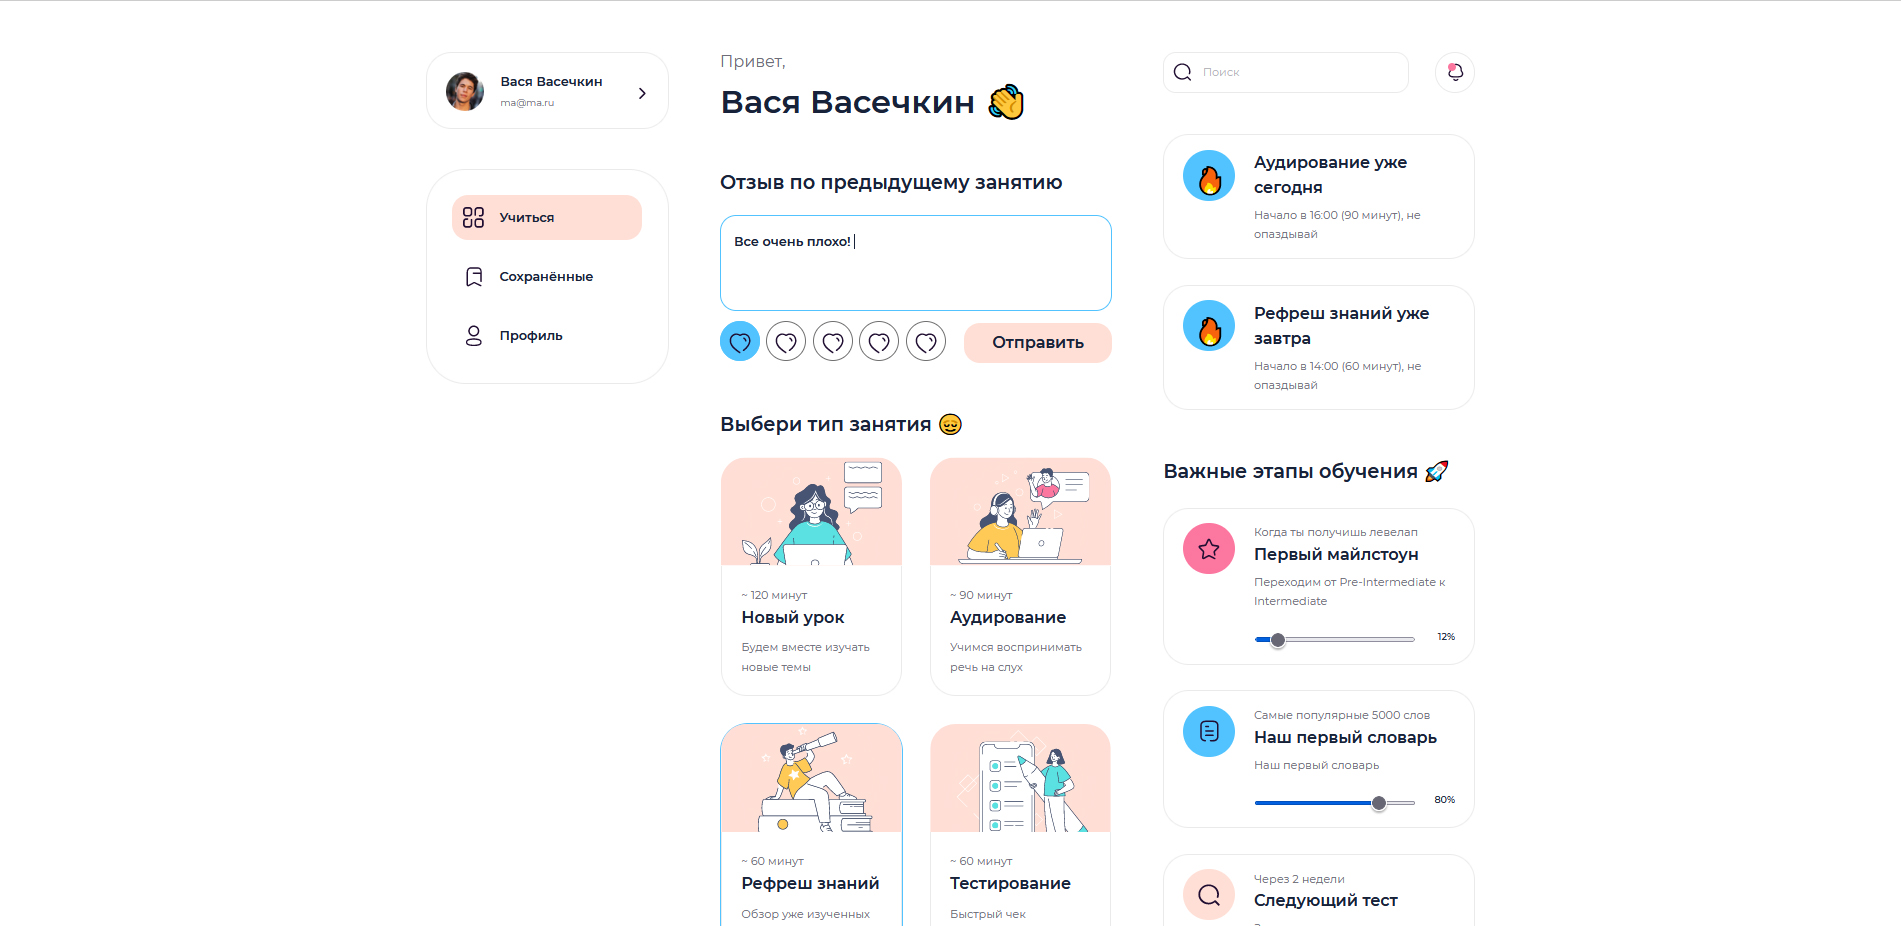 Вася Васечкин
ma@ma.ru
Учиться
Сохранённые
Профиль
Привет,
Вася Васечкин
Отзыв по предыдущему занятию
Все очень плохо!
Отправить
Выбери тип занятия
~ 120 минут
Новый урок
Будем вместе изучать
новые темы
~ 90 минут
Аудирование
Учимся воспринимать
речь на слух
~ 60 минут
Рефреш знаний
Обзор уже изученных
~ 60 минут
Тестирование
Быстрый чек
Поиск
Аудирование уже
сегодня
Начало в 16:00 (90 минут), не
опаздывай
Рефреш знаний уже
завтра
Начало в 14:00 (60 минут), не
опаздывай
Важные этапы обучения
Когда ты получишь левелап
Первый майлстоун
Переходим от Pre-Intermediate к
Intermediate
12%
Самые популярные 5000 слов
Наш первый словарь
Наш первый словарь
80%
Через 2 недели
Следующий тест